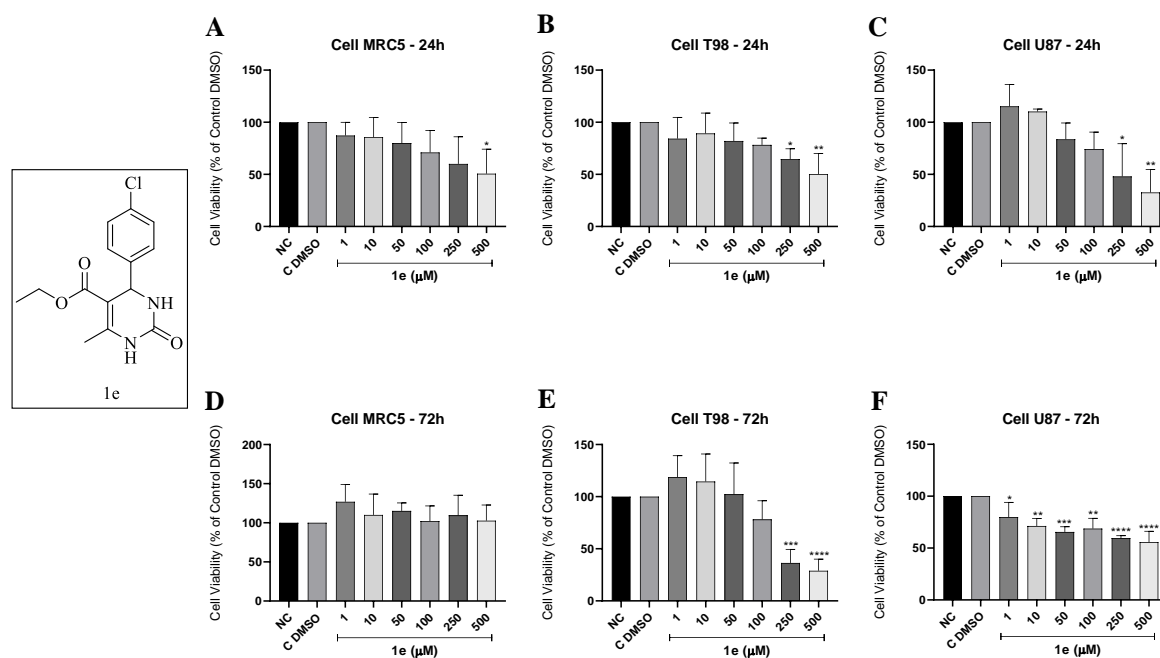 A
Cell MRC5 - 24h
Cell Viability (% of Control DMSO)
150
100
50
0
*
NC
C DMSO
1
10
50
100
250
500
1e (µM)
B
Cell T98 - 24h
Cell Viability (% of Control DMSO)
150
100
50
0
*
**
NC
C DMSO
1
10
50
100
250
500
1e (µM)
C
Cell U87 - 24h
Cell Viability (% of Control DMSO)
150
100
50
0
*
**
NC
C DMSO
1
10
50
100
250
500
1e (µM)
Cl
O
O
NH
N
H
O
1e
D
Cell MRC5 - 72h
Cell Viability (% of Control DMSO)
200
150
100
50
0
NC
C DMSO
1
10
50
100
250
500
1e (µM)
E
Cell T98 - 72h
Cell Viability (% of Control DMSO)
150
100
50
0
***
****
NC
C DMSO
1
10
50
100
250
500
1e (µM)
F
Cell U87 - 72h
Cell Viability (% of Control DMSO)
150
100
50
0
*
**
***
**
****
****
NC
C DMSO
1
10
50
100
250
500
1e (µM)